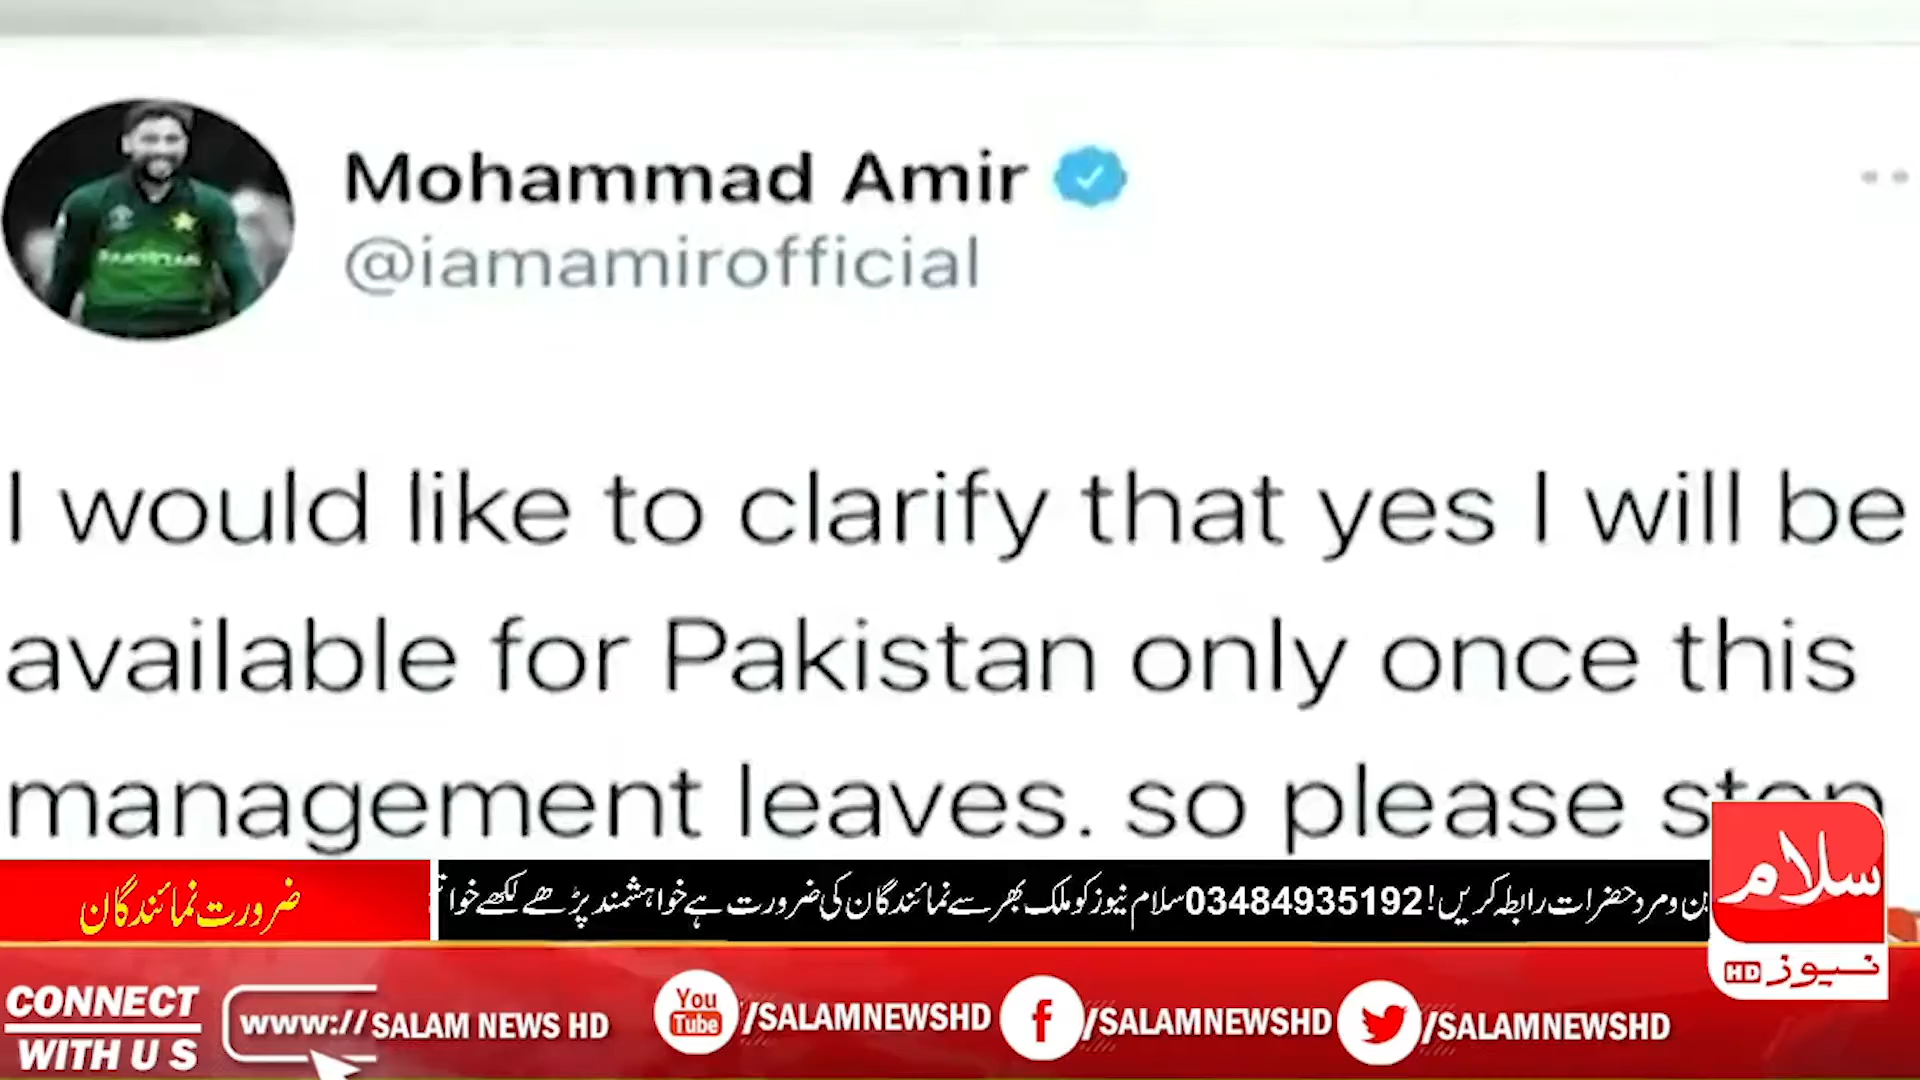 Mohammad Amir
@iamamirofficial
I would like to clarify that yes I will be
available for Pakistan only once this
management leaves. so please stop
سلام
نیوز HD
ضرورت نمائندگان
ن و مرد حضرات رابطہ کریں! 03484935192 سلام نیوز کو ملک بھر سے نمائندگان کی ضرورت ہے خواہشمند پڑھے لکھے خوا
CONNECT
WITH U S
www:// SALAM NEWS HD
You
Tube
/SALAMNEWSHD
/SALAMNEWSHD
/SALAMNEWSHD